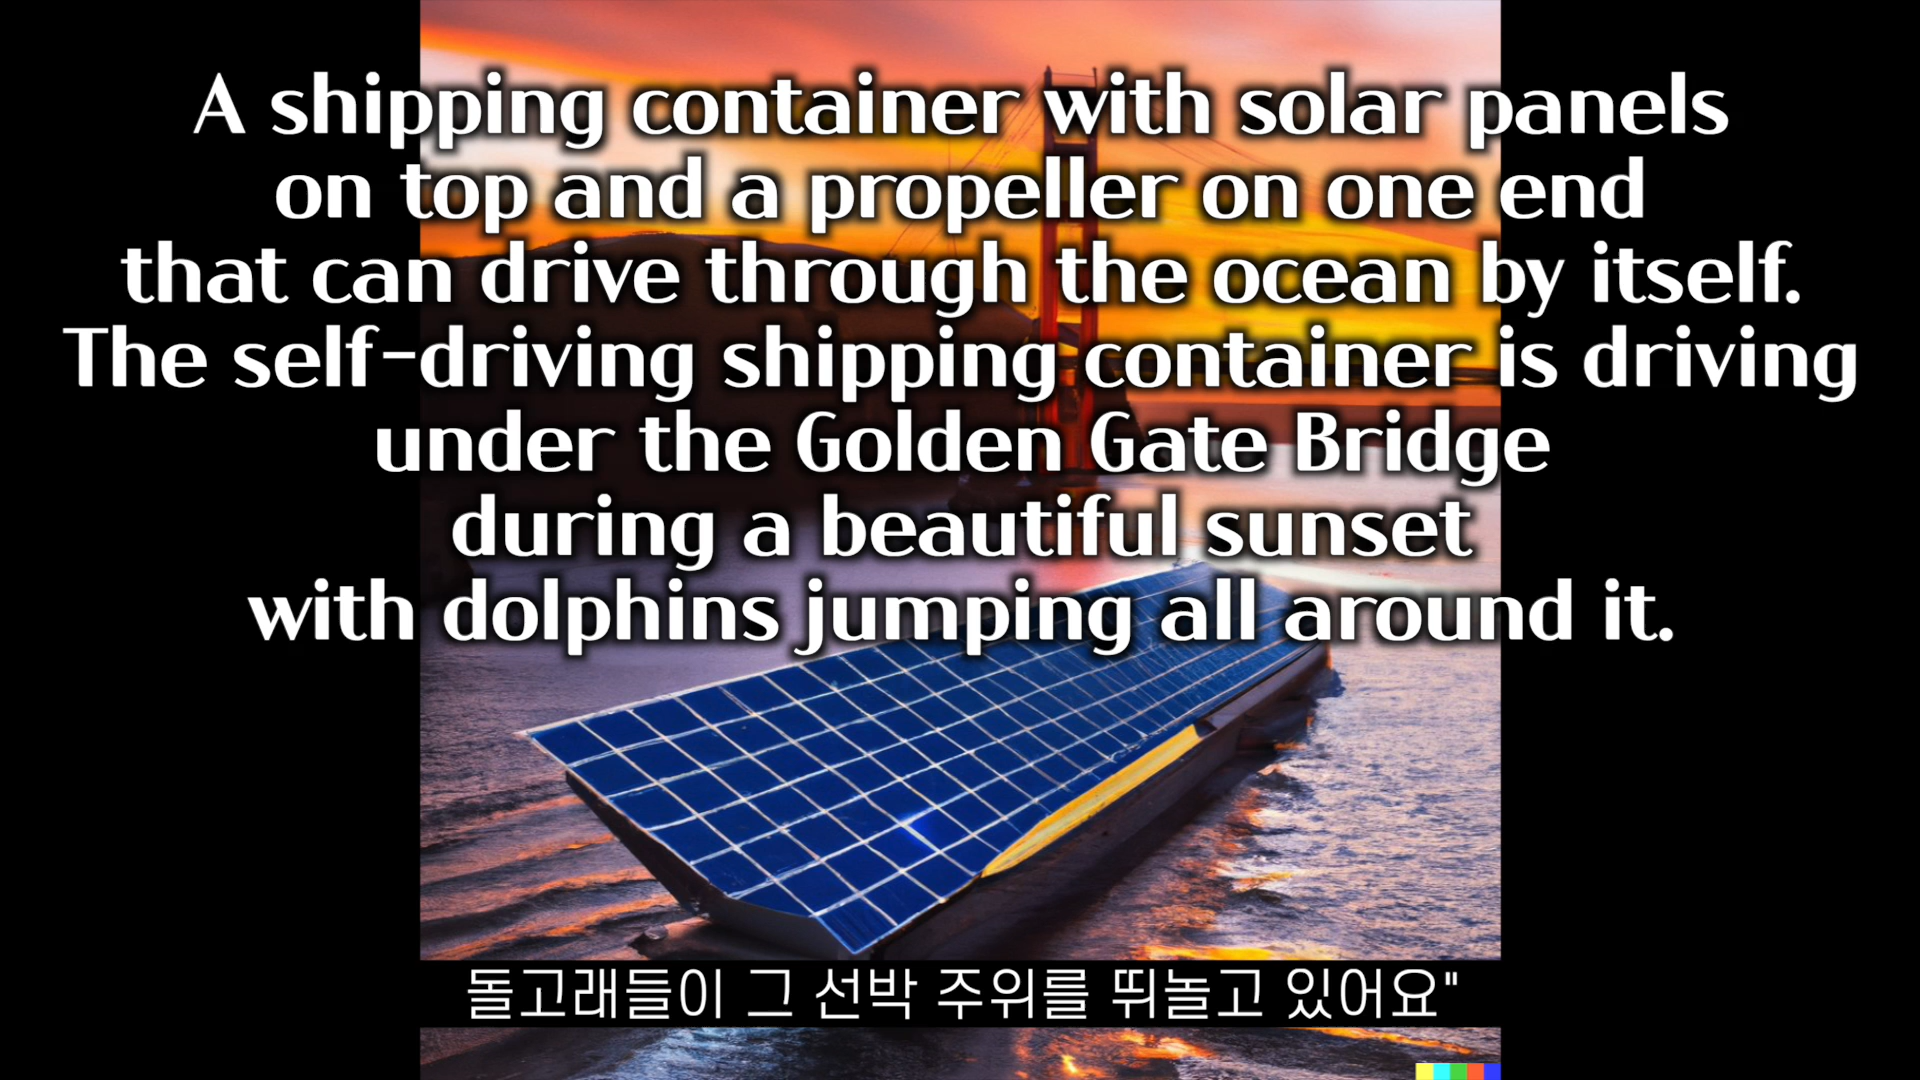 A shipping container with solar panels
on top and a propeller on one end
that can drive through the ocean by itself.
The self-driving shipping container is driving
under the Golden Gate Bridge
during a beautiful sunset
with dolphins jumping all around it.
돌고래들이 그 선박 주위를 뛰놀고 있어요"